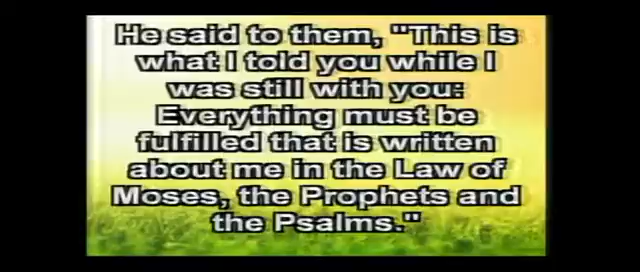 He said to them, "This is
what I told you while I
was still with you:
Everything must be
fulfilled that is written
about me in the Law of
Moses, the Prophets and
the Psalms."